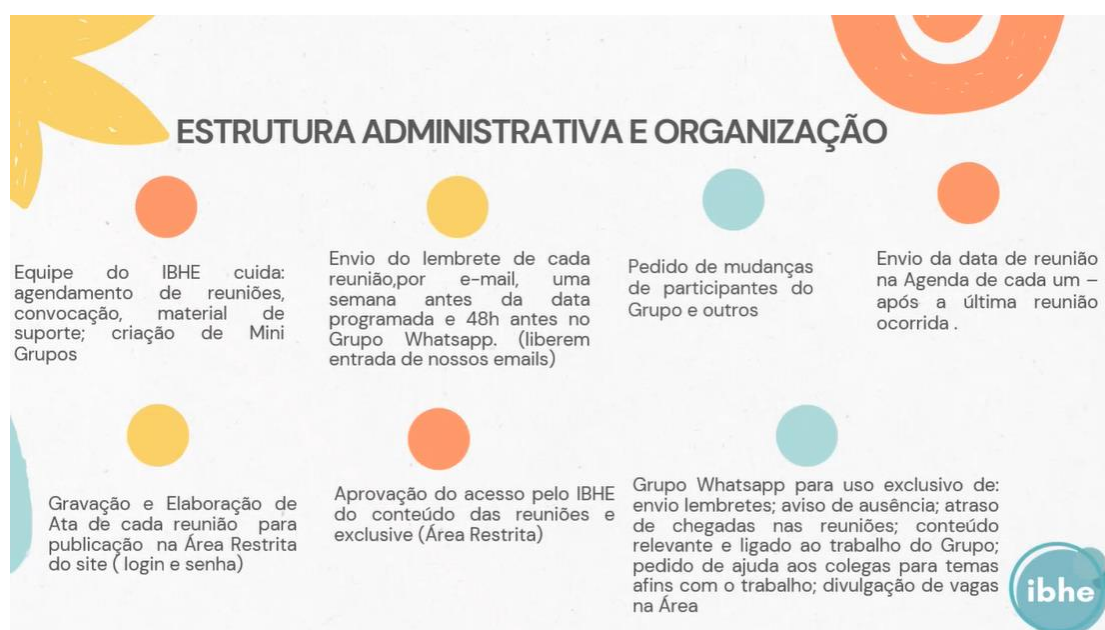 ESTRUTURA ADMINISTRATIVA E ORGANIZAÇÃO
Equipe do IBHE cuida:
agendamento de reuniões,
convocação, material de
suporte; criação de Mini
Grupos
Envio do lembrete de cada
reunião,por e-mail, uma
semana antes da data
programada e 48h antes no
Grupo Whatsapp. (liberem
entrada de nossos emails)
Pedido de mudanças
de participantes do
Grupo e outros
Envio da data de reunião
na Agenda de cada um –
após a última reunião
ocorrida .
Gravação e Elaboração de
Ata de cada reunião para
publicação na Área Restrita
do site ( login e senha)
Aprovação do acesso pelo IBHE
do conteúdo das reuniões e
exclusive (Área Restrita)
Grupo Whatsapp para uso exclusivo de:
envio lembretes; aviso de ausência; atraso
de chegadas nas reuniões; conteúdo
relevante e ligado ao trabalho do Grupo;
pedido de ajuda aos colegas para temas
afins com o trabalho; divulgação de vagas
na Área
ibhe